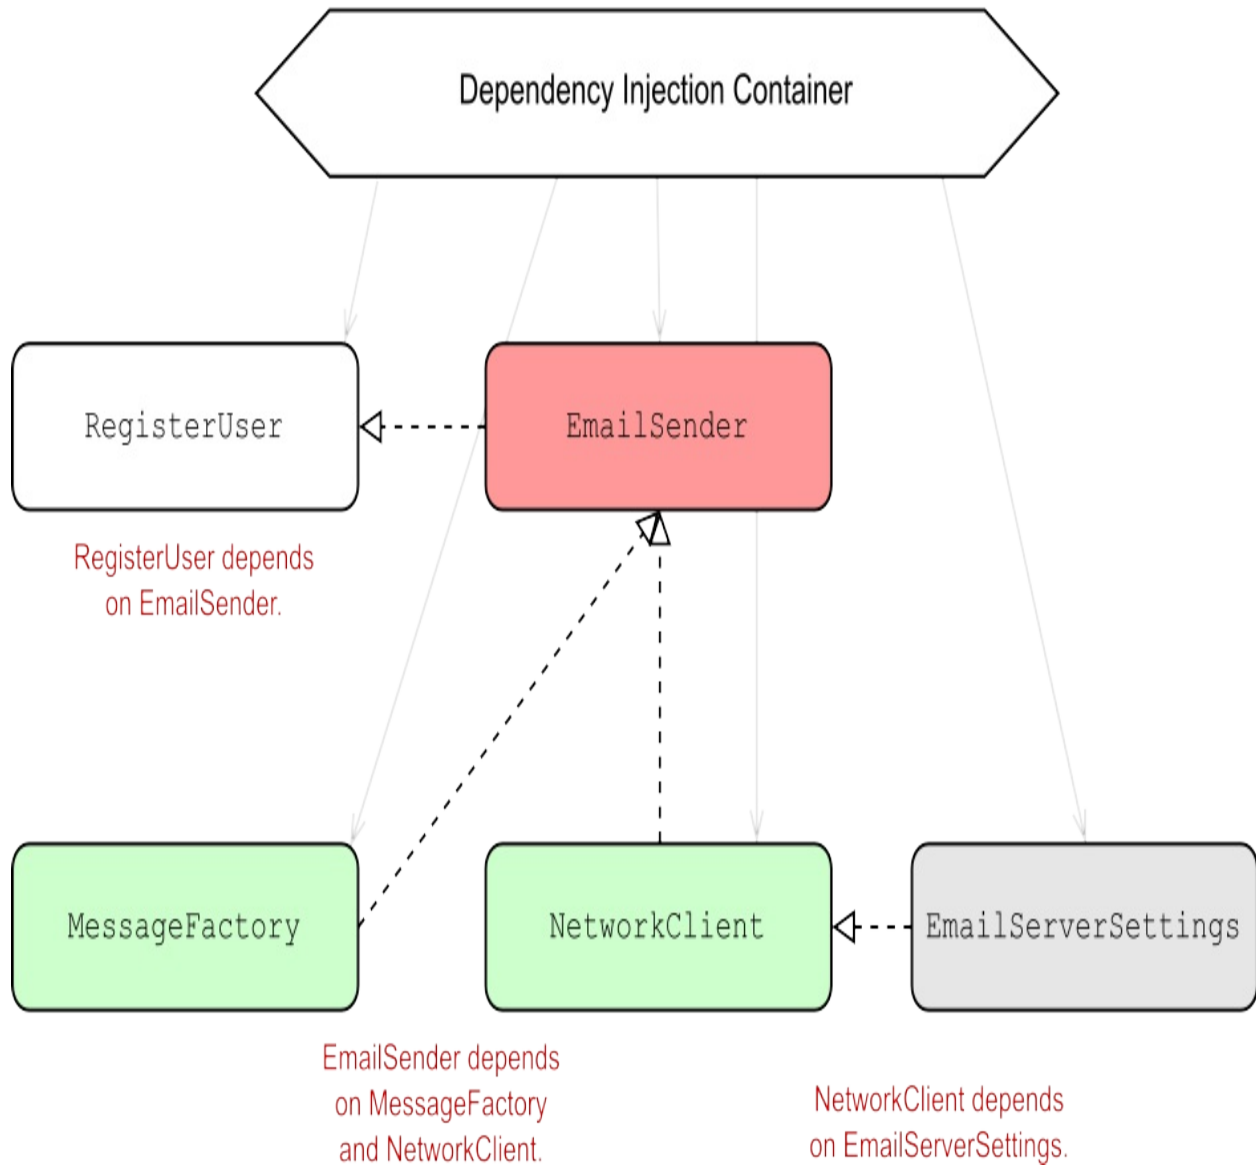 Dependency Injection Container
RegisterUser
EmailSender
RegisterUser depends
on EmailSender.
MessageFactory
NetworkClient
EmailServerSettings
EmailSender depends
on MessageFactory
and NetworkClient.
NetworkClient depends
on EmailServerSettings.